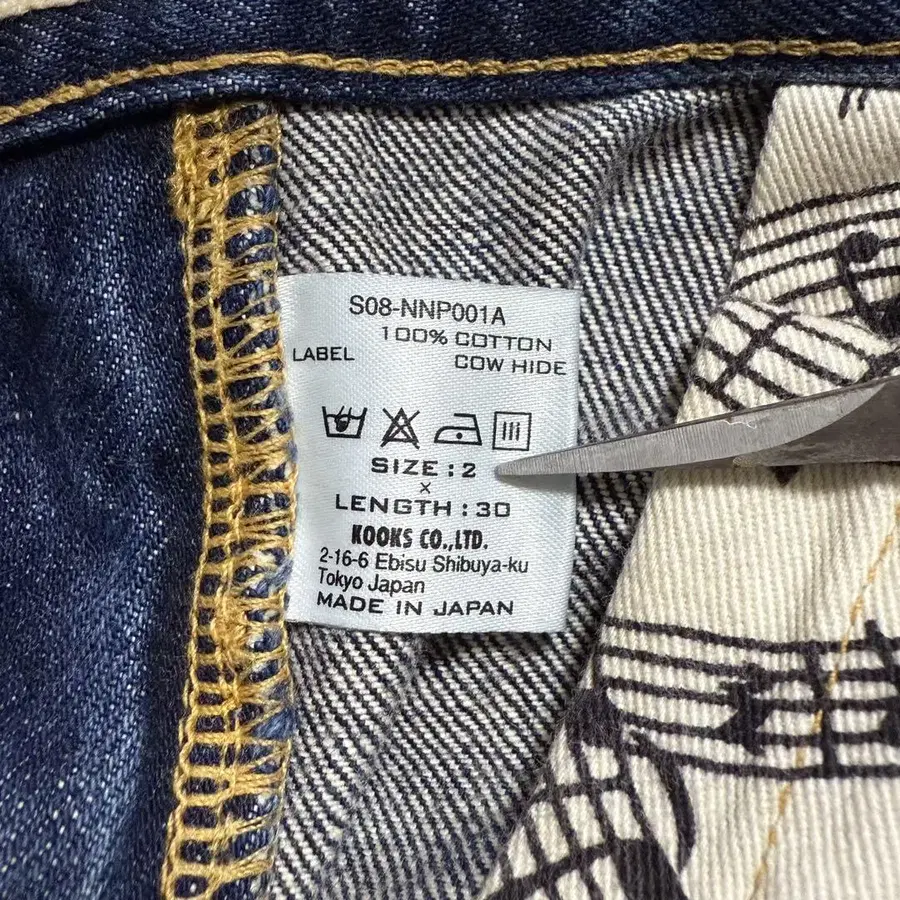 S08-NNP001A
100% COTTON
LABEL COW HIDE
SIZE : 2
×
LENGTH : 30
KOOKS CO.,LTD.
2-16-6 Ebisu Shibuya-ku
Tokyo Japan
MADE IN JAPAN